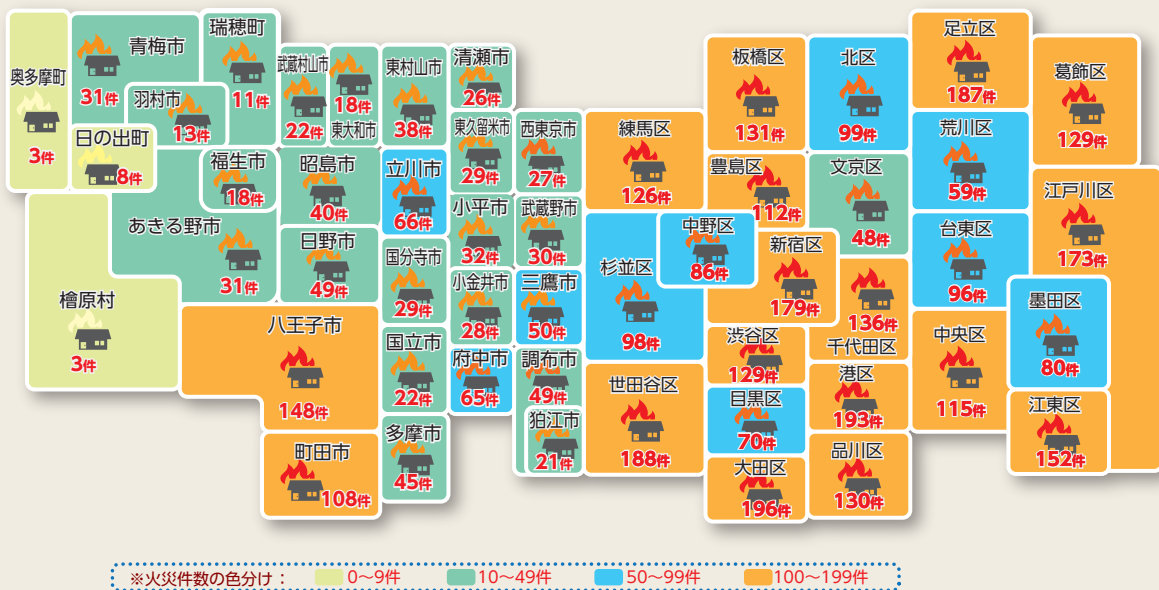 奥多摩町
3件
青梅市
31件
瑞穂町
11件
羽村市
13件
日の出町
8件
武蔵村山市
22件
18件
東大和市
東村山市
38件
清瀬市
26件
福生市
18件
昭島市
40件
立川市
66件
東久留米市
29件
西東京市
27件
あきる野市
31件
日野市
49件
国分寺市
29件
小平市
32件
武蔵野市
30件
檜原村
3件
八王子市
148件
国立市
22件
小金井市
28件
三鷹市
50件
府中市
65件
調布市
49件
狛江市
21件
町田市
108件
多摩市
45件
練馬区
126件
板橋区
131件
北区
99件
足立区
187件
葛飾区
129件
豊島区
112件
文京区
48件
荒川区
59件
江戸川区
173件
杉並区
98件
中野区
86件
新宿区
179件
136件
千代田区
台東区
96件
墨田区
80件
渋谷区
129件
港区
193件
中央区
115件
江東区
152件
世田谷区
188件
目黒区
70件
大田区
196件
品川区
130件
※火災件数の色分け： 0〜9件 10〜49件 50〜99件 100〜199件